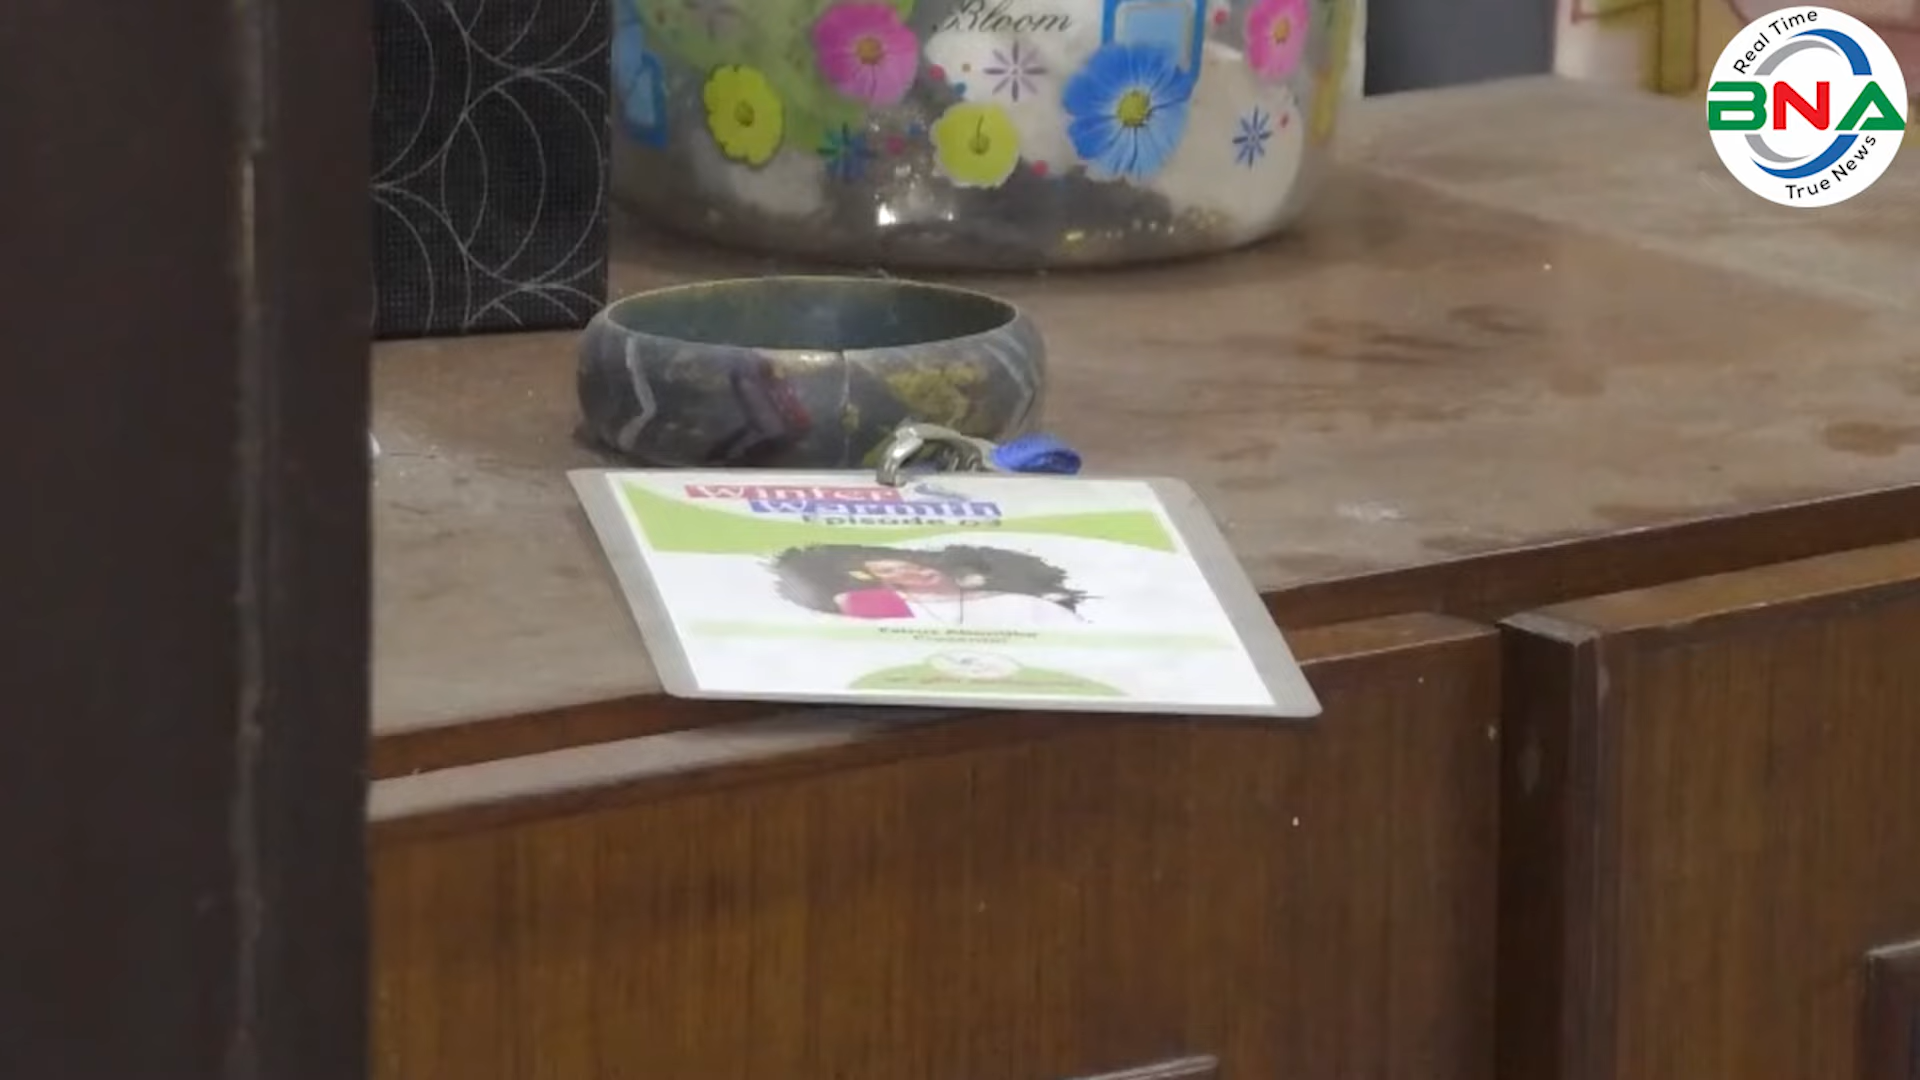 Bloom
Real Time
BNA
True News
Winter &
Warmth
Episode 03